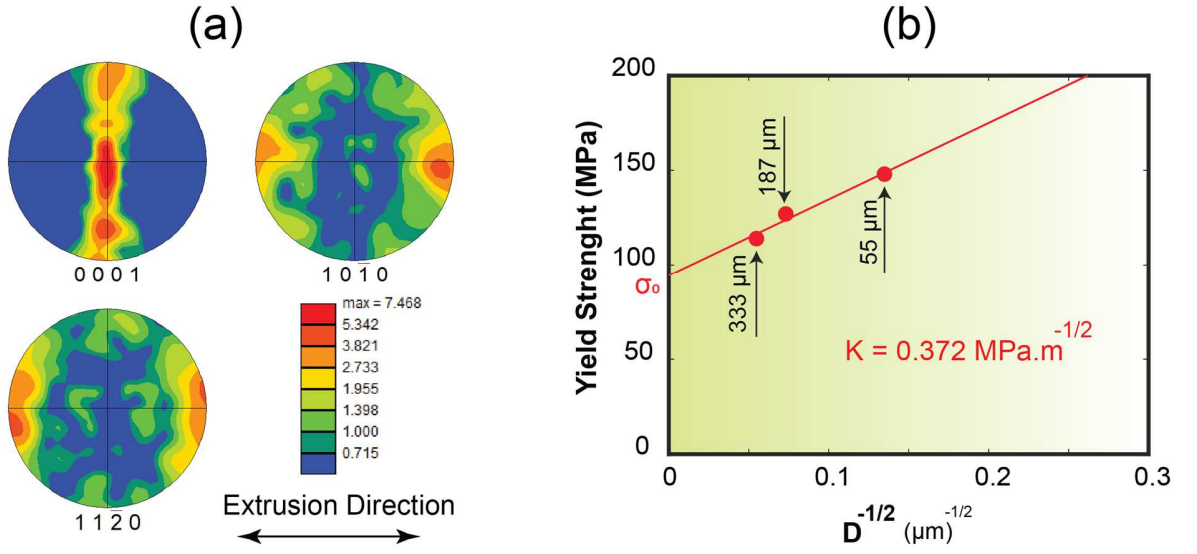 (a)
0 0 0 1
1 0 1̅ 0
1 1 2̅ 0
max = 7.468
5.342
3.821
2.733
1.955
1.398
1.000
0.715
Extrusion Direction
(b)
Yield Strenght (MPa)
200
150
100
σ₀
50
0
333 µm
187 µm
55 µm
K = 0.372 MPa.m^-1/2
0
0.1
0.2
0.3
D^-1/2 (µm)^-1/2